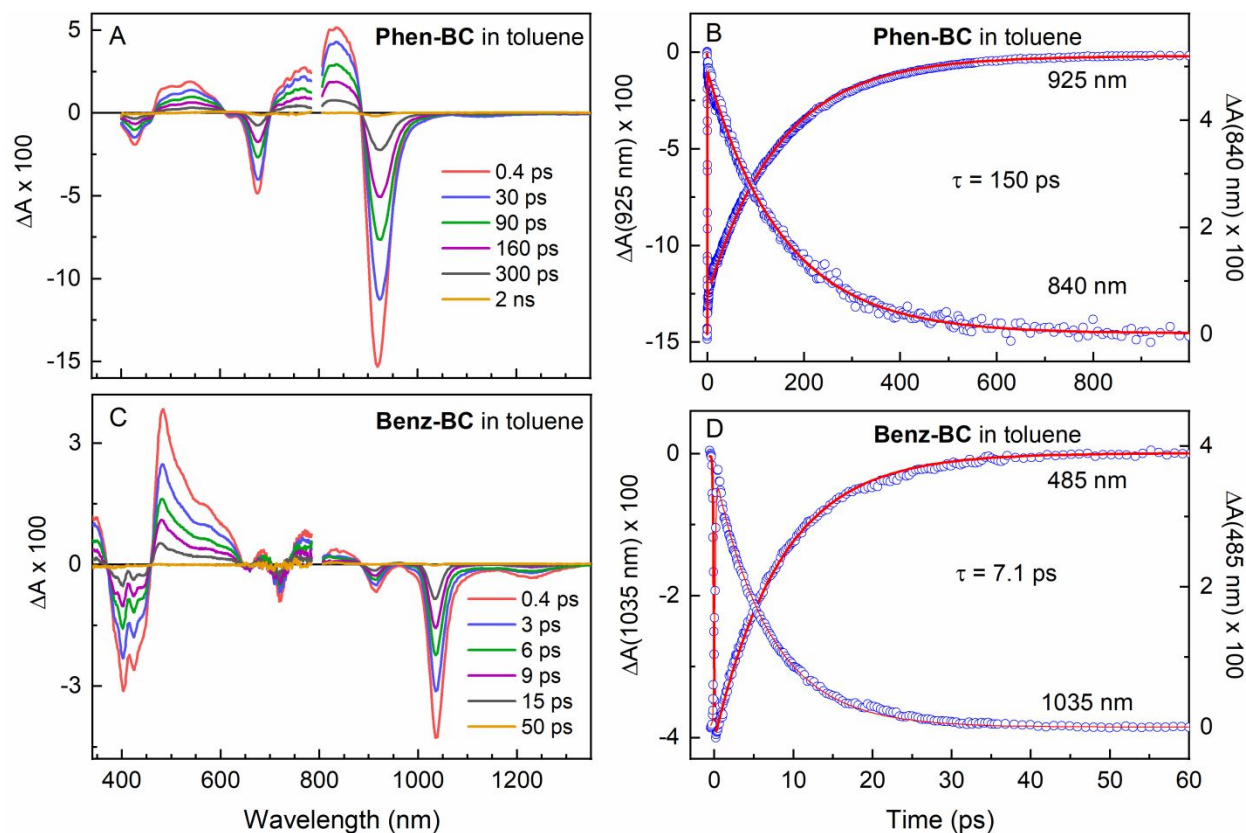 A
Phen-BC in toluene
5
0
-5
-10
-15
ΔA x 100
0.4 ps
30 ps
90 ps
160 ps
300 ps
2 ns
B
Phen-BC in toluene
0
-5
-10
-15
ΔA(925 nm) x 100
925 nm
τ = 150 ps
840 nm
4
2
0
ΔA(840 nm) x 100
0 200 400 600 800
C
Benz-BC in toluene
3
0
-3
ΔA x 100
0.4 ps
3 ps
6 ps
9 ps
15 ps
50 ps
400 600 800 1000 1200
Wavelength (nm)
D
Benz-BC in toluene
0
-1
-2
-4
ΔA(1035 nm) x 100
485 nm
τ = 7.1 ps
1035 nm
4
2
0
ΔA(485 nm) x 100
0 10 20 30 40 50 60
Time (ps)